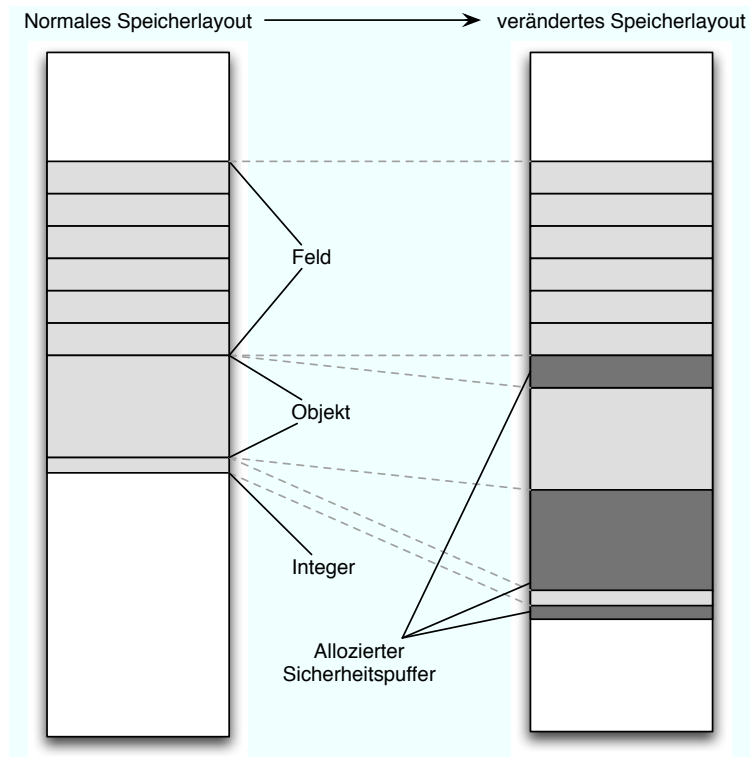 Normales Speicherlayout
verändertes Speicherlayout
Feld
Objekt
Integer
Allozierter
Sicherheitspuffer